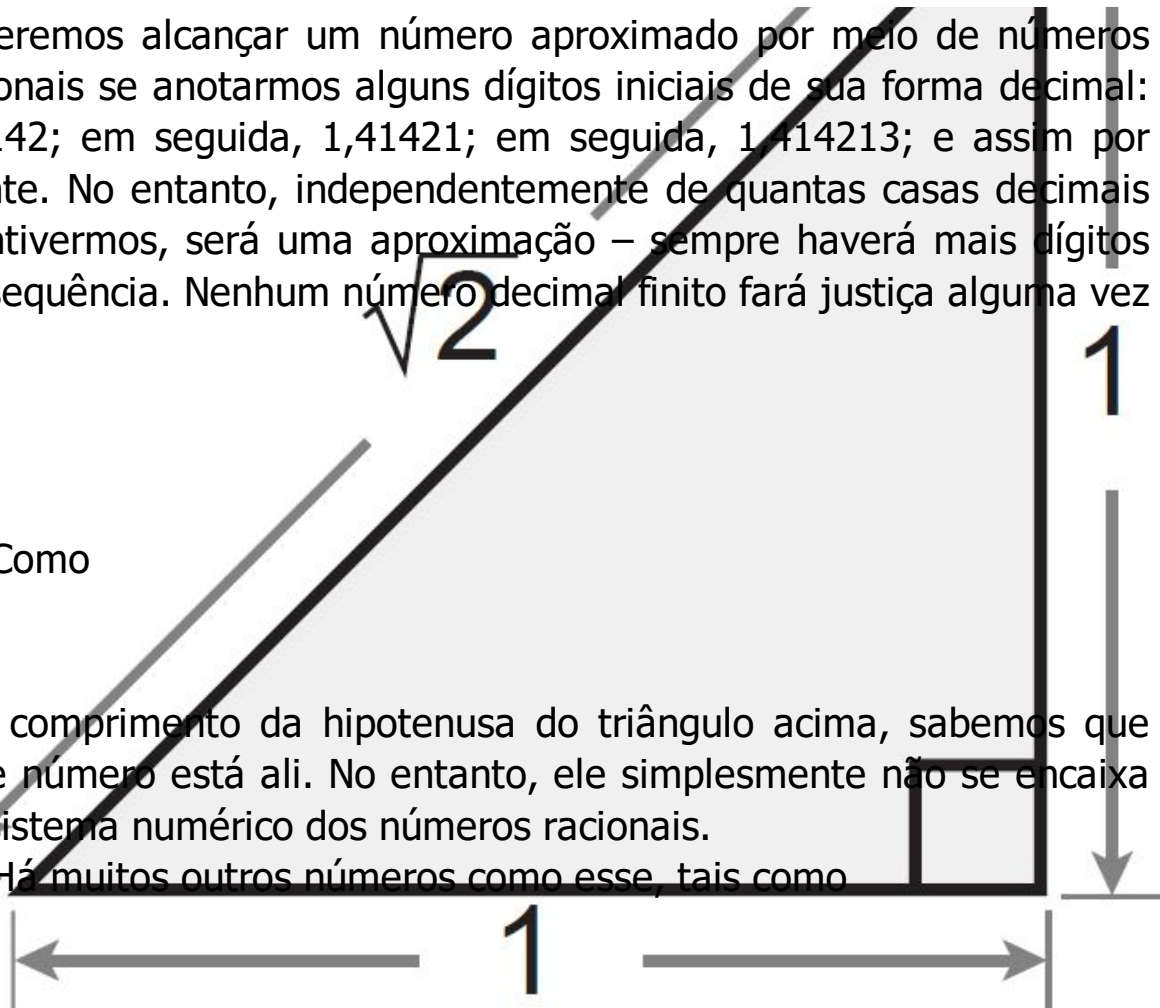 eremos alcançar um número aproximado por meio de números
onais se anotarmos alguns dígitos iniciais de sua forma decimal:
42; em seguida, 1,41421; em seguida, 1,414213; e assim por
te. No entanto, independentemente de quantas casas decimais
tivermos, será uma aproximação – sempre haverá mais dígitos
sequência. Nenhum número decimal finito fará justiça alguma vez
√2
1
Como
comprimento da hipotenusa do triângulo acima, sabemos que
e número está ali. No entanto, ele simplesmente não se encaixa
istema numérico dos números racionais.
Há muitos outros números como esse, tais como
1